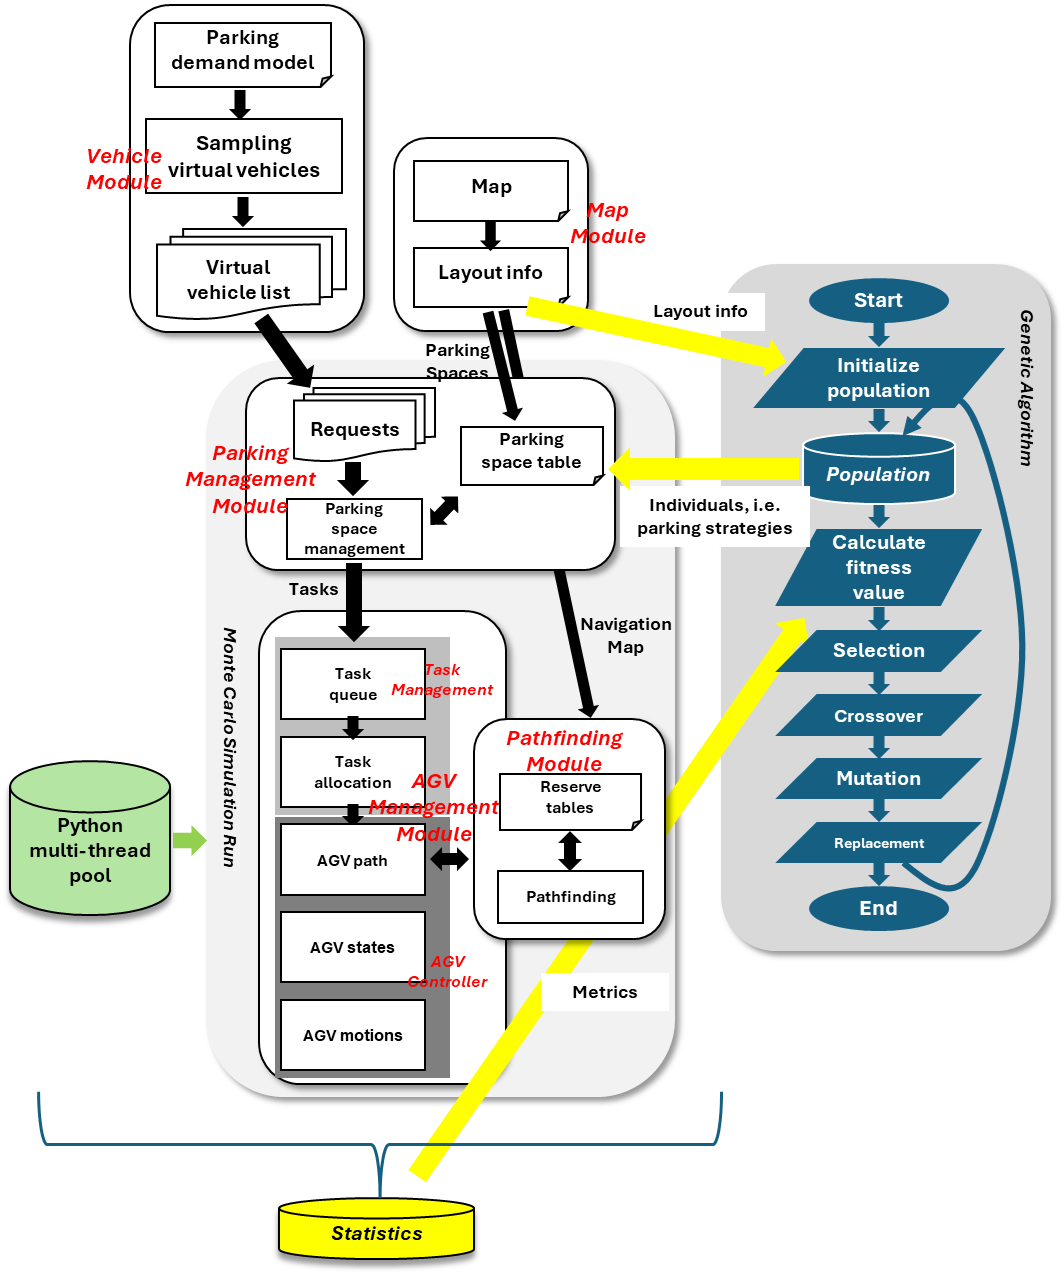 Parking
demand model
Sampling
virtual vehicles
Vehicle
Module
Virtual
vehicle list
Map
Layout info
Map
Module
Layout info
Parking
Spaces
Requests
Parking
space table
Parking
Management
Module
Parking
space
management
Individuals, i.e.
parking strategies
Tasks
Navigation
Map
Monte Carlo Simulation Run
Task
queue
Task
Management
Task
allocation
AGV
Management
Module
AGV path
AGV states
AGV
Controller
AGV motions
Pathfinding
Module
Reserve
tables
Pathfinding
Python
multi-thread
pool
Metrics
Statistics
Genetic Algorithm
Start
Initialize
population
Population
Calculate
fitness
value
Selection
Crossover
Mutation
Replacement
End